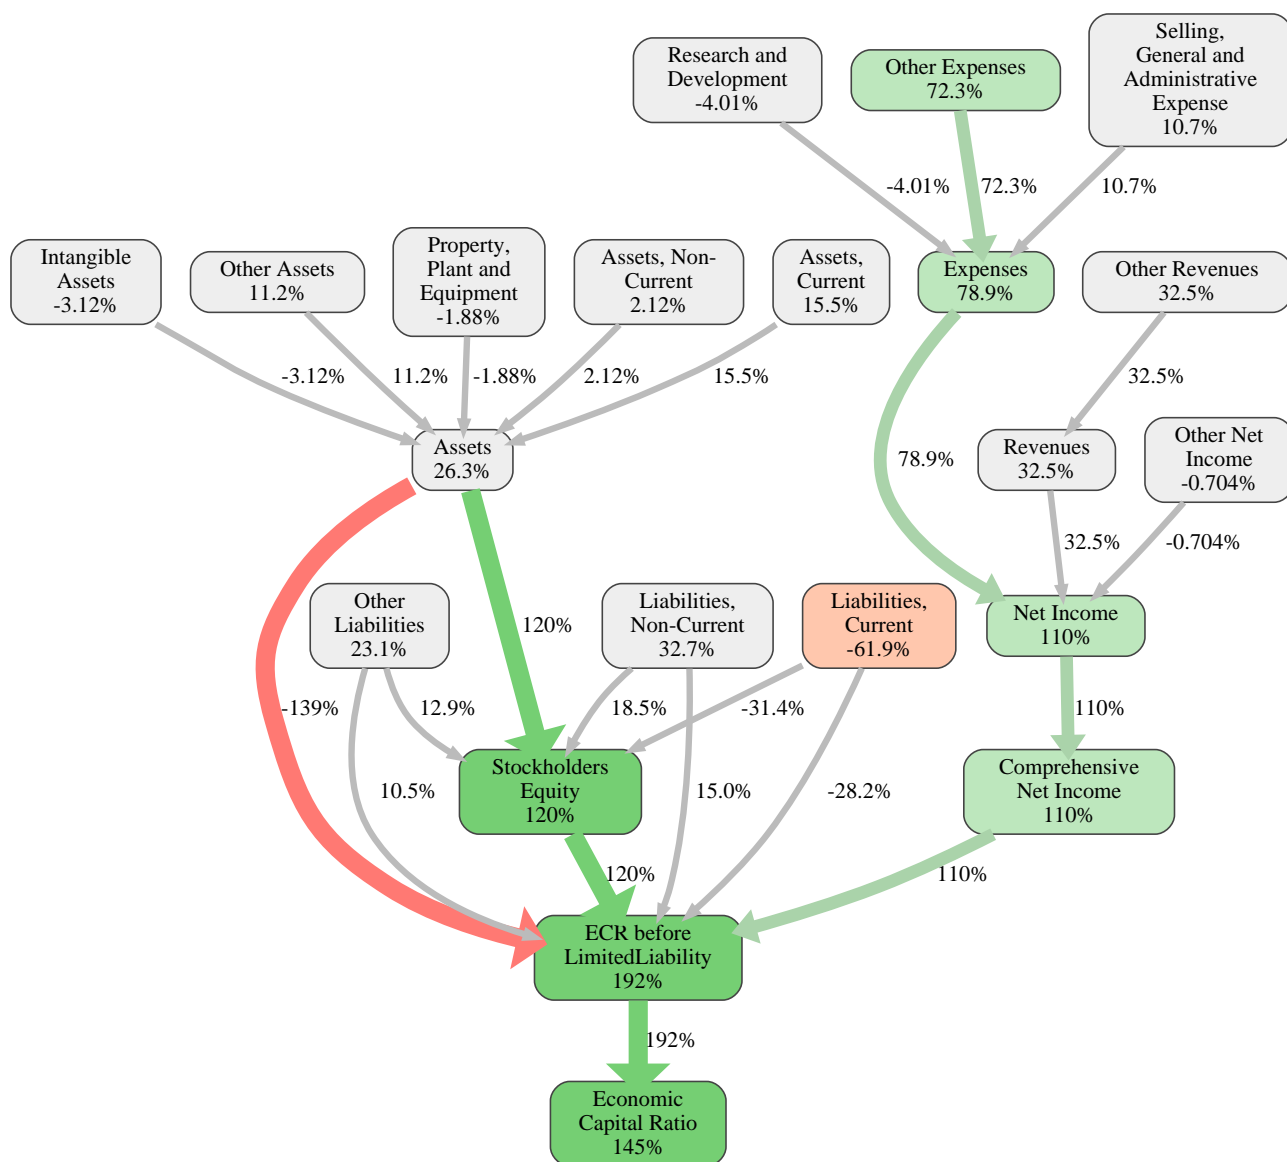 Research and
Development
-4.01%
Other Expenses
72.3%
Selling,
General and
Administrative
Expense
10.7%
-4.01%
72.3%
10.7%
Intangible
Assets
-3.12%
Other Assets
11.2%
Property,
Plant and
Equipment
-1.88%
Assets, Non-
Current
2.12%
Assets,
Current
15.5%
Expenses
78.9%
Other Revenues
32.5%
-3.12%
11.2%
-1.88%
2.12%
15.5%
32.5%
Assets
26.3%
78.9%
Revenues
32.5%
Other Net
Income
-0.704%
32.5%
-0.704%
Other
Liabilities
23.1%
120%
Liabilities,
Non-Current
32.7%
Liabilities,
Current
-61.9%
Net Income
110%
-139%
12.9%
18.5%
-31.4%
110%
Stockholders
Equity
120%
10.5%
15.0%
-28.2%
Comprehensive
Net Income
110%
120%
110%
ECR before
LimitedLiability
192%
192%
Economic
Capital Ratio
145%